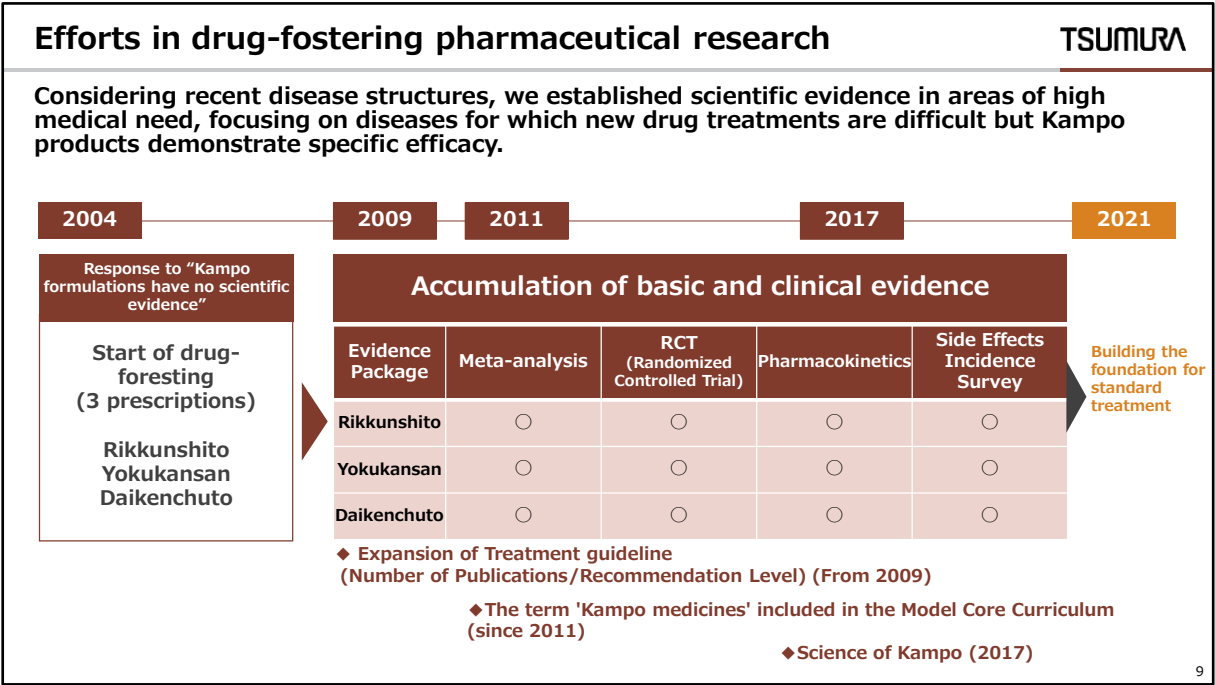 Efforts in drug-fostering pharmaceutical research
TSUMURA
Considering recent disease structures, we established scientific evidence in areas of high
medical need, focusing on diseases for which new drug treatments are difficult but Kampo
products demonstrate specific efficacy.
2004
2009
2011
2017
2021
Response to “Kampo
formulations have no scientific
evidence”
Start of drug-
foresting
(3 prescriptions)
Rikkunshito
Yokukansan
Daikenchuto
Accumulation of basic and clinical evidence
Evidence
Package
Meta-analysis
RCT
(Randomized
Controlled Trial)
Pharmacokinetics
Side Effects
Incidence
Survey
Rikkunshito ○ ○ ○ ○
Yokukansan ○ ○ ○ ○
Daikenchuto ○ ○ ○ ○
Building the
foundation for
standard
treatment
◆ Expansion of Treatment guideline
(Number of Publications/Recommendation Level) (From 2009)
◆The term 'Kampo medicines' included in the Model Core Curriculum
(since 2011)
◆Science of Kampo (2017)
9